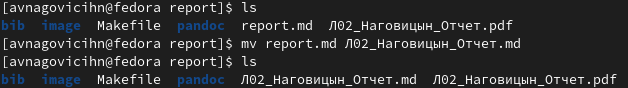 [avnagovicihn@fedora report]$ ls
bib image Makefile pandoc report.md Л02_Наговицын_Отчет.pdf
[avnagovicihn@fedora report]$ mv report.md Л02_Наговицын_Отчет.md
[avnagovicihn@fedora report]$ ls
bib image Makefile pandoc Л02_Наговицын_Отчет.md Л02_Наговицын_Отчет.pdf